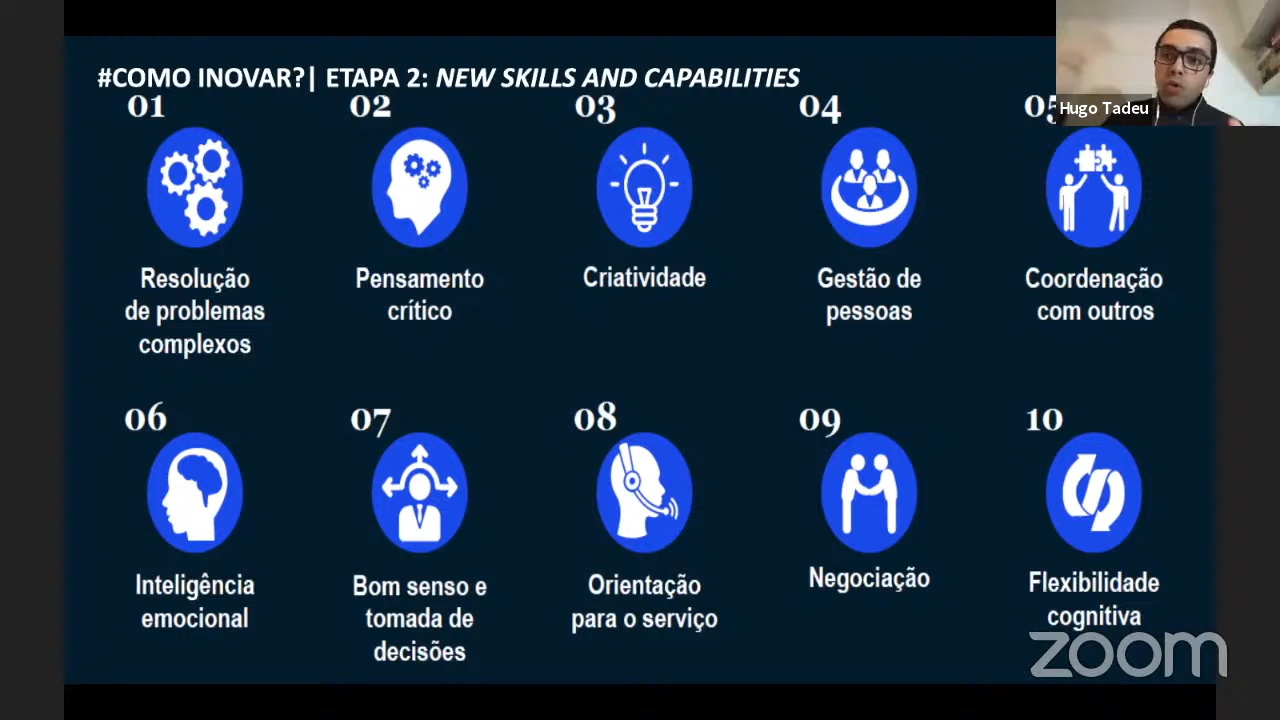 #COMO INOVAR?| ETAPA 2: NEW SKILLS AND CAPABILITIES
Hugo Tadeu
01
02
03
04
05
Resolução
de problemas
complexos
Pensamento
crítico
Criatividade
Gestão de
pessoas
Coordenação
com outros
06
07
08
09
10
Inteligência
emocional
Bom senso e
tomada de
decisões
Orientação
para o serviço
Negociação
Flexibilidade
cognitiva
zoom